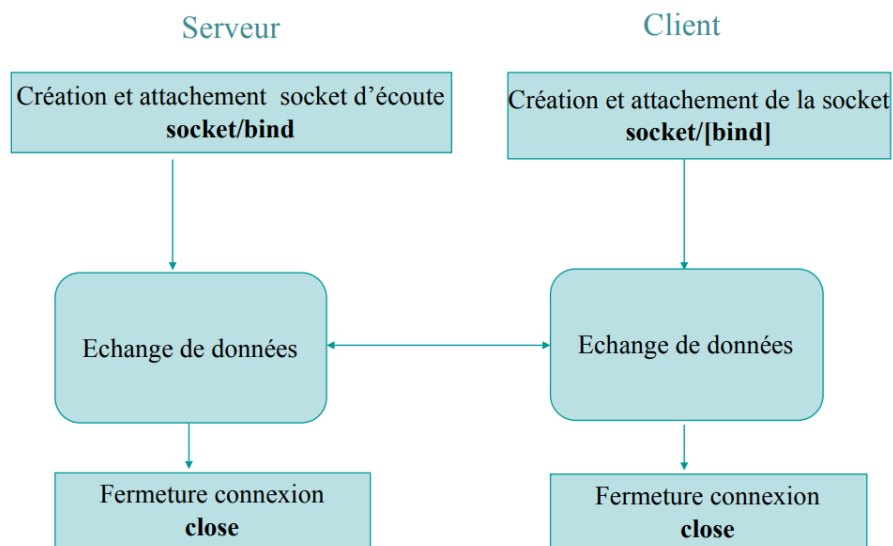 Serveur
Client
Création et attachement socket d'écoute
socket/bind
Création et attachement de la socket
socket/[bind]
Echange de données
Echange de données
Fermeture connexion
close
Fermeture connexion
close